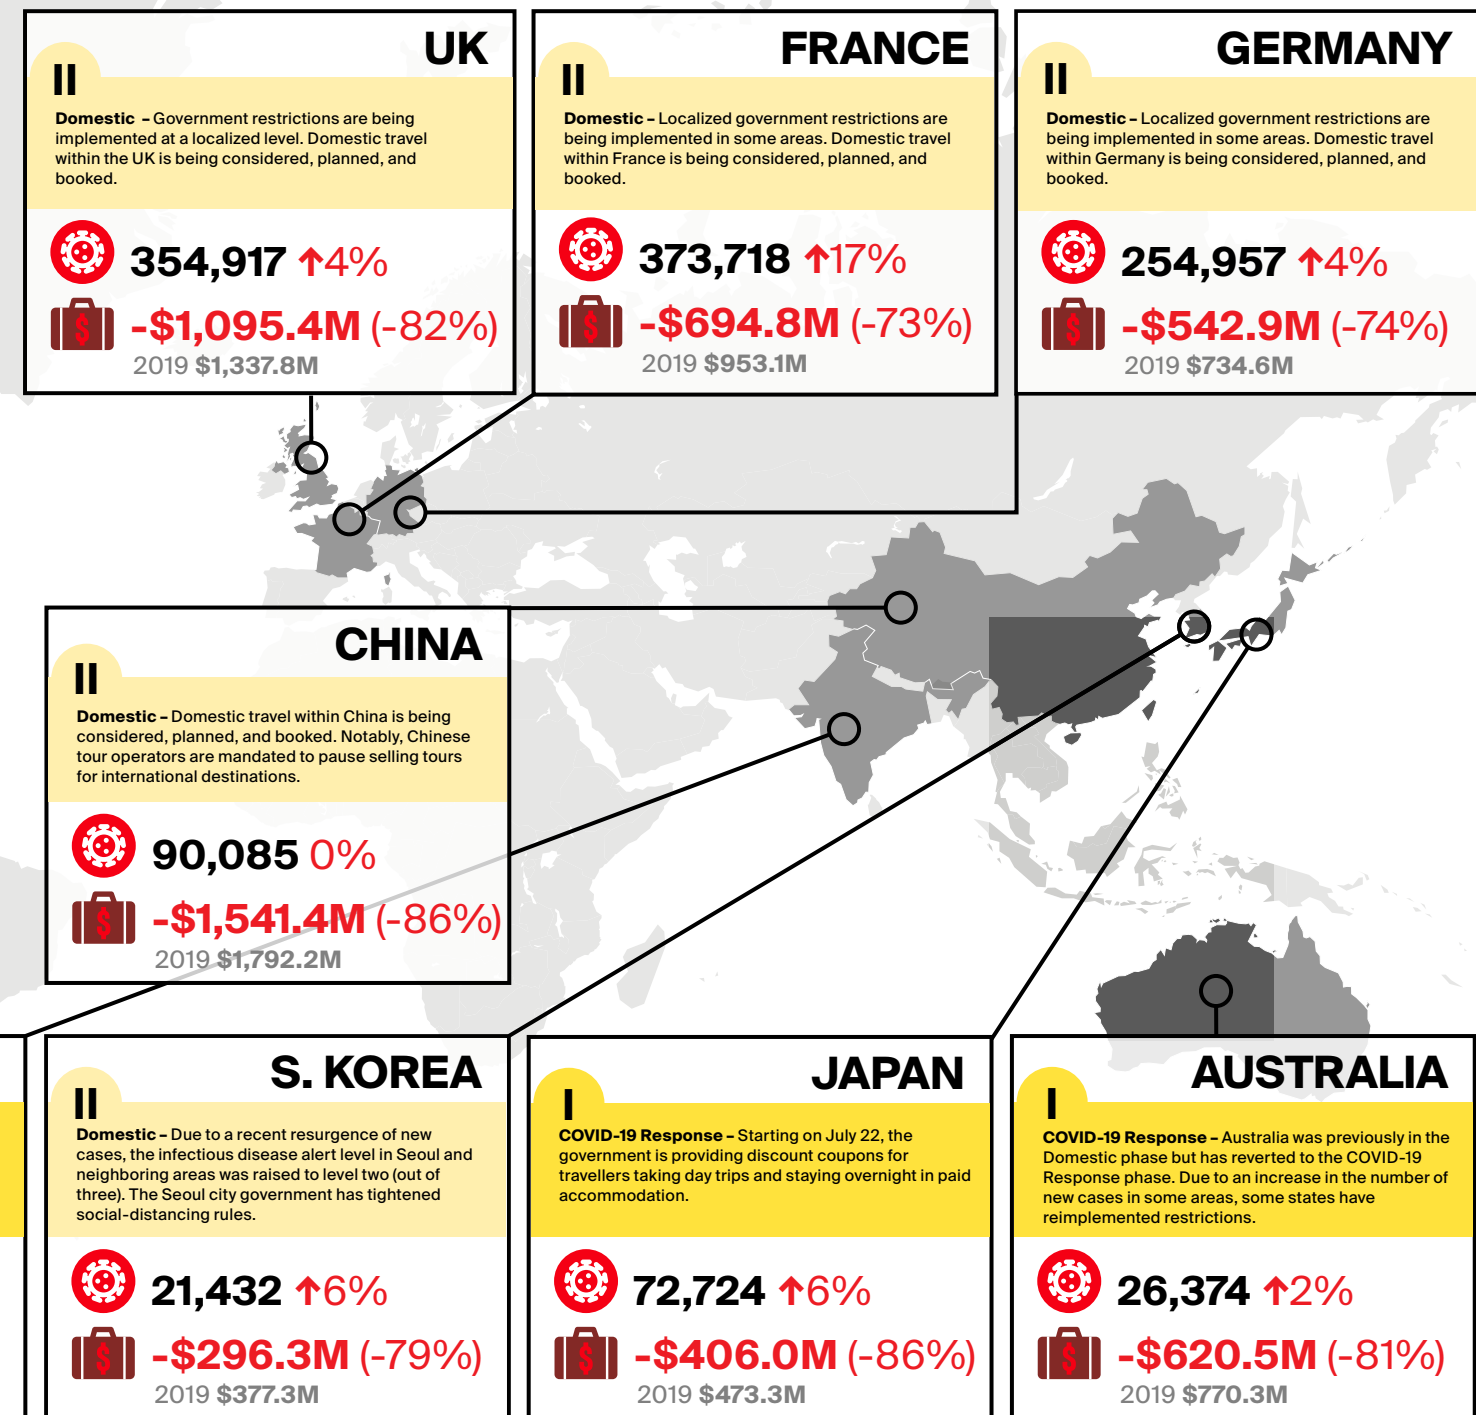 UK
II
Domestic – Government restrictions are being
implemented at a localized level. Domestic travel
within the UK is being considered, planned, and
booked.
354,917 ↑4%
-$1,095.4M (-82%)
2019 $1,337.8M
FRANCE
II
Domestic – Localized government restrictions are
being implemented in some areas. Domestic travel
within France is being considered, planned, and
booked.
373,718 ↑17%
-$694.8M (-73%)
2019 $953.1M
GERMANY
II
Domestic – Localized government restrictions are
being implemented in some areas. Domestic travel
within Germany is being considered, planned, and
booked.
254,957 ↑4%
-$542.9M (-74%)
2019 $734.6M
CHINA
II
Domestic – Domestic travel within China is being
considered, planned, and booked. Notably, Chinese
tour operators are mandated to pause selling tours
for international destinations.
90,085 0%
-$1,541.4M (-86%)
2019 $1,792.2M
S. KOREA
II
Domestic – Due to a recent resurgence of new
cases, the infectious disease alert level in Seoul and
neighboring areas was raised to level two (out of
three). The Seoul city government has tightened
social-distancing rules.
21,432 ↑6%
-$296.3M (-79%)
2019 $377.3M
JAPAN
I
COVID-19 Response – Starting on July 22, the
government is providing discount coupons for
travellers taking day trips and staying overnight in paid
accommodation.
72,724 ↑6%
-$406.0M (-86%)
2019 $473.3M
AUSTRALIA
I
COVID-19 Response – Australia was previously in the
Domestic phase but has reverted to the COVID-19
Response phase. Due to an increase in the number of
new cases in some areas, some states have
reimplemented restrictions.
26,374 ↑2%
-$620.5M (-81%)
2019 $770.3M